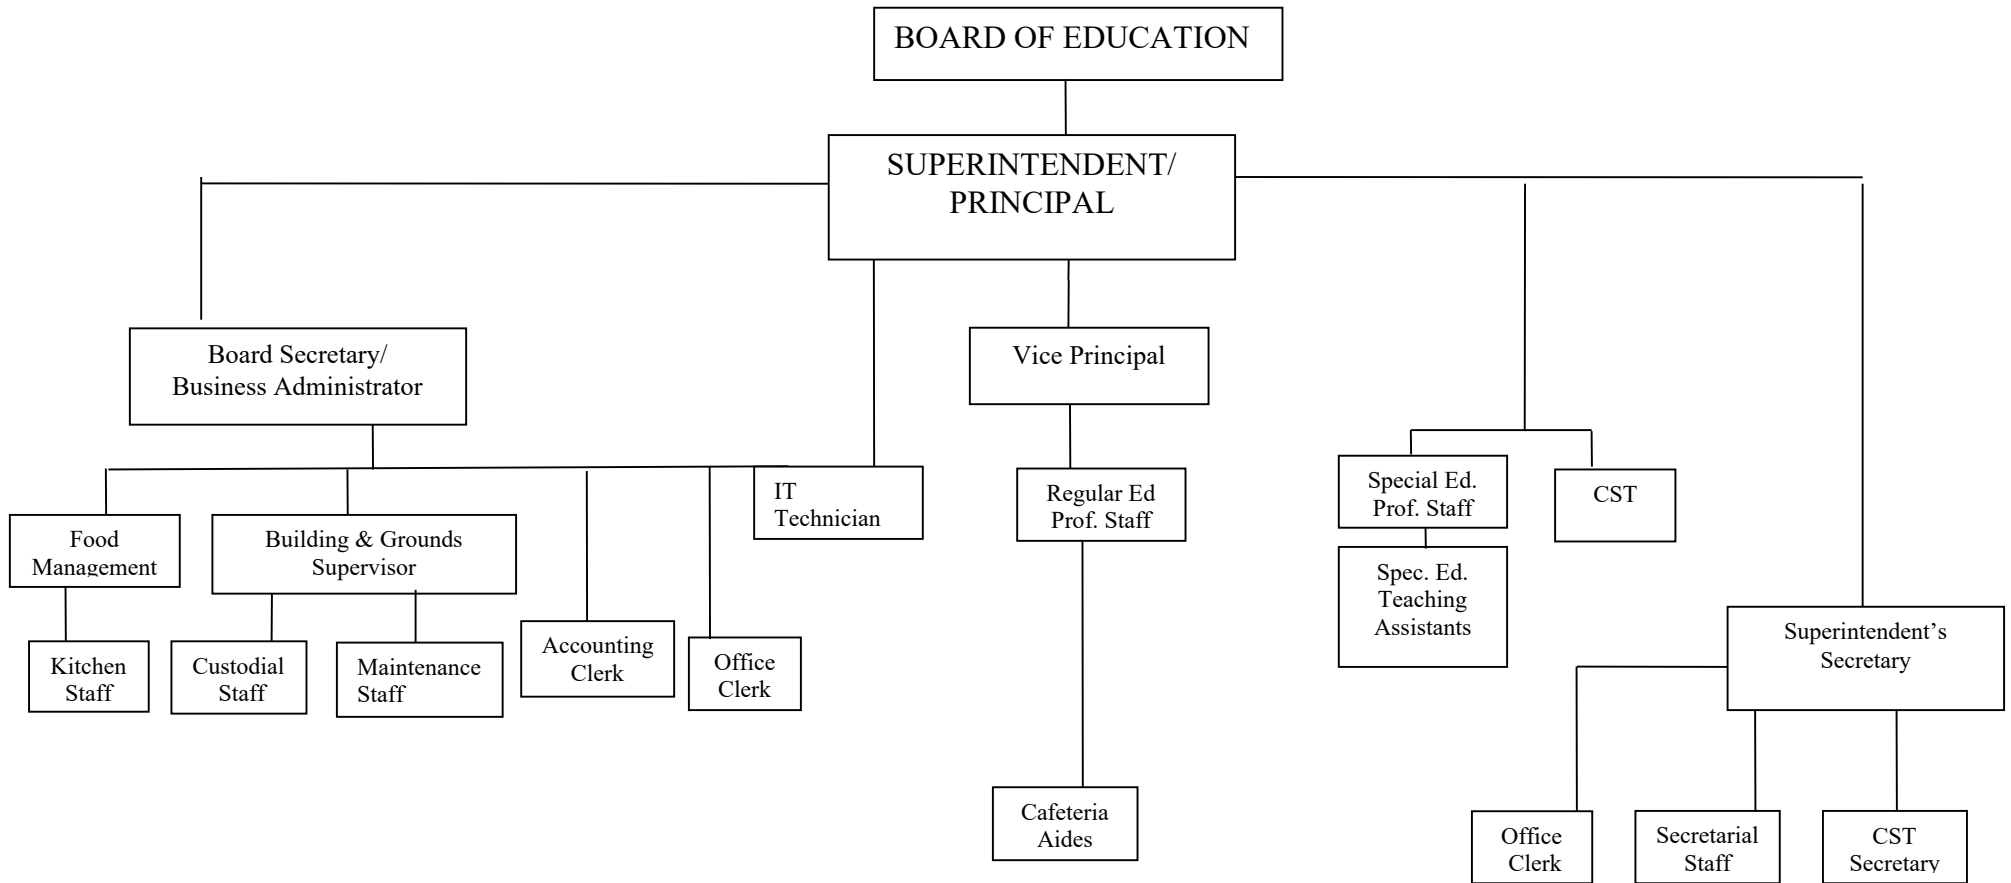 BOARD OF EDUCATION
SUPERINTENDENT/
PRINCIPAL
Board Secretary/
Business Administrator
Vice Principal
IT
Technician
Regular Ed
Prof. Staff
Special Ed.
Prof. Staff
CST
Food
Management
Building & Grounds
Supervisor
Spec. Ed.
Teaching
Assistants
Kitchen
Staff
Custodial
Staff
Maintenance
Staff
Accounting
Clerk
Office
Clerk
Superintendent’s
Secretary
Cafeteria
Aides
Office
Clerk
Secretarial
Staff
CST
Secretary